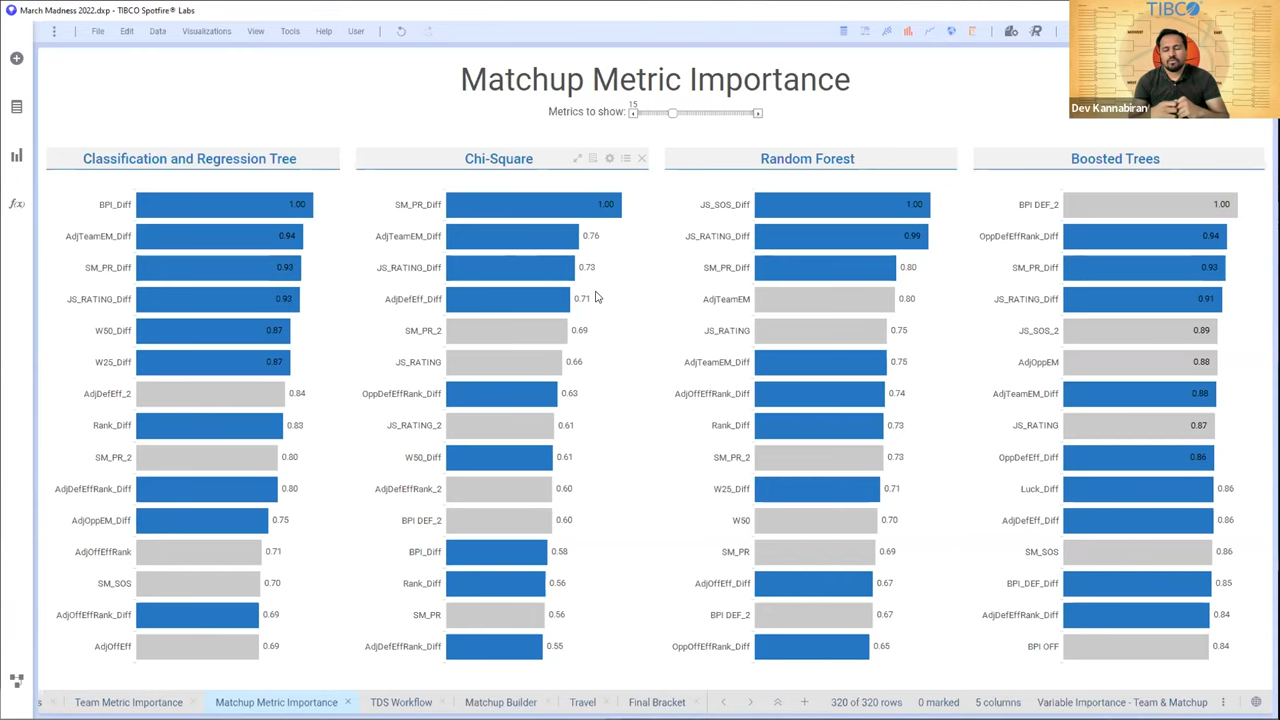 March Madness 2022.dxp - TIBCO Spotfire® Labs
File Edit Data Visualizations View Tools Help User
TIBCO
Dev Kannabiran
Matchup Metric Importance
Metrics to show: 15
Classification and Regression Tree
BPI_Diff 1.00
AdjTeamEM_Diff 0.94
SM_PR_Diff 0.93
JS_RATING_Diff 0.93
W50_Diff 0.87
W25_Diff 0.87
AdjDefEff_2 0.84
Rank_Diff 0.83
SM_PR_2 0.80
AdjDefEffRank_Diff 0.80
AdjOppEM_Diff 0.75
AdjOffEffRank 0.71
SM_SOS 0.70
AdjOffEffRank_Diff 0.69
AdjOffEff 0.69
Chi-Square
SM_PR_Diff 1.00
AdjTeamEM_Diff 0.76
JS_RATING_Diff 0.73
AdjDefEff_Diff 0.71
SM_PR_2 0.69
JS_RATING 0.66
OppDefEffRank_Diff 0.63
JS_RATING_2 0.61
W50_Diff 0.61
AdjDefEffRank_2 0.60
BPI DEF_2 0.60
BPI_Diff 0.58
Rank_Diff 0.56
SM_PR 0.56
AdjDefEffRank_Diff 0.55
Random Forest
JS_SOS_Diff 1.00
JS_RATING_Diff 0.99
SM_PR_Diff 0.80
AdjTeamEM 0.80
JS_RATING 0.75
AdjTeamEM_Diff 0.75
AdjOffEffRank_Diff 0.74
Rank_Diff 0.73
SM_PR_2 0.73
W25_Diff 0.71
W50 0.70
SM_PR 0.69
AdjOffEff_Diff 0.67
BPI DEF_2 0.67
OppOffEffRank_Diff 0.65
Boosted Trees
BPI DEF_2 1.00
OppDefEffRank_Diff 0.94
SM_PR_Diff 0.93
JS_RATING_Diff 0.91
JS_SOS_2 0.89
AdjOppEM 0.88
AdjTeamEM_Diff 0.88
JS_RATING 0.87
OppDefEff_Diff 0.86
Luck_Diff 0.86
AdjDefEff_Diff 0.86
SM_SOS 0.86
BPI_DEF_Diff 0.85
AdjDefEffRank_Diff 0.84
BPI OFF 0.84
s Team Metric Importance Matchup Metric Importance TDS Workflow Matchup Builder Travel Final Bracket 320 of 320 rows 0 marked 5 columns Variable Importance - Team & Matchup